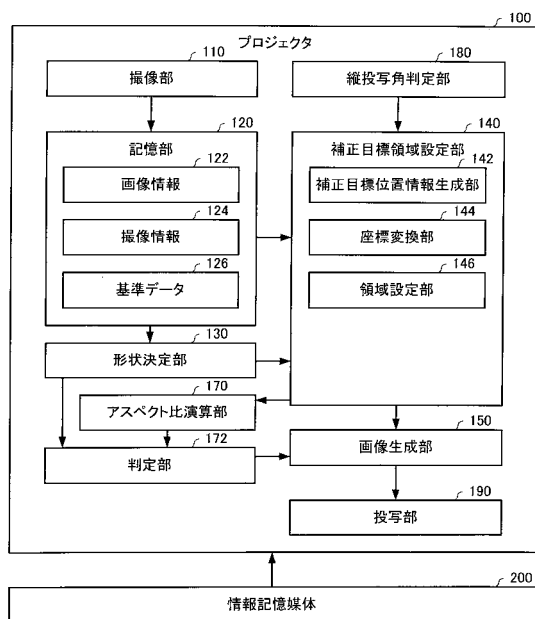 100
プロジェクタ
110
撮像部
180
縦投写角判定部
120
記憶部
122
画像情報
124
撮像情報
126
基準データ
140
補正目標領域設定部
142
補正目標位置情報生成部
144
座標変換部
146
領域設定部
130
形状決定部
170
アスペクト比演算部
172
判定部
150
画像生成部
190
投写部
200
情報記憶媒体